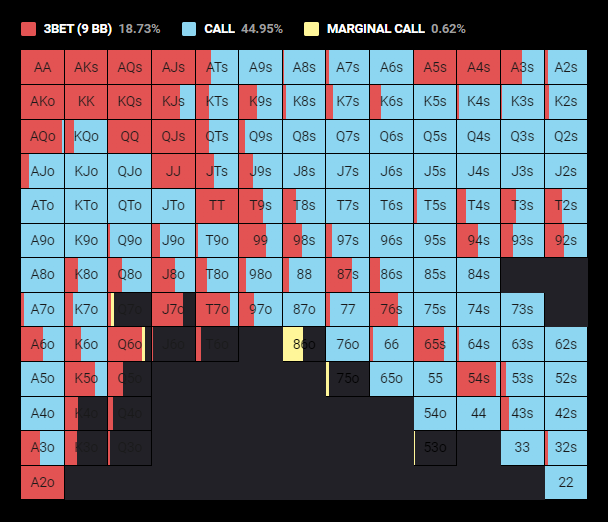 3BET (9 BB) 18.73% CALL 44.95% MARGINAL CALL 0.62%
AA AKs AQs AJs ATs A9s A8s A7s A6s A5s A4s A3s A2s
AKo KK KQs KJs KTs K9s K8s K7s K6s K5s K4s K3s K2s
AQo KQo QQ QJs QTs Q9s Q8s Q7s Q6s Q5s Q4s Q3s Q2s
AJo KJo QJo JJ JTs J9s J8s J7s J6s J5s J4s J3s J2s
ATo KTo QTo JTo TT T9s T8s T7s T6s T5s T4s T3s T2s
A9o K9o Q9o J9o T9o 99 98s 97s 96s 95s 94s 93s 92s
A8o K8o Q8o J8o T8o 98o 88 87s 86s 85s 84s
A7o K7o Q7o J7o T7o 97o 87o 77 76s 75s 74s 73s
A6o K6o Q6o J6o T6o 86o 76o 66 65s 64s 63s 62s
A5o K5o Q5o 75o 65o 55 54s 53s 52s
A4o K4o Q4o 54o 44 43s 42s
A3o K3o Q3o 53o 33 32s
A2o 22